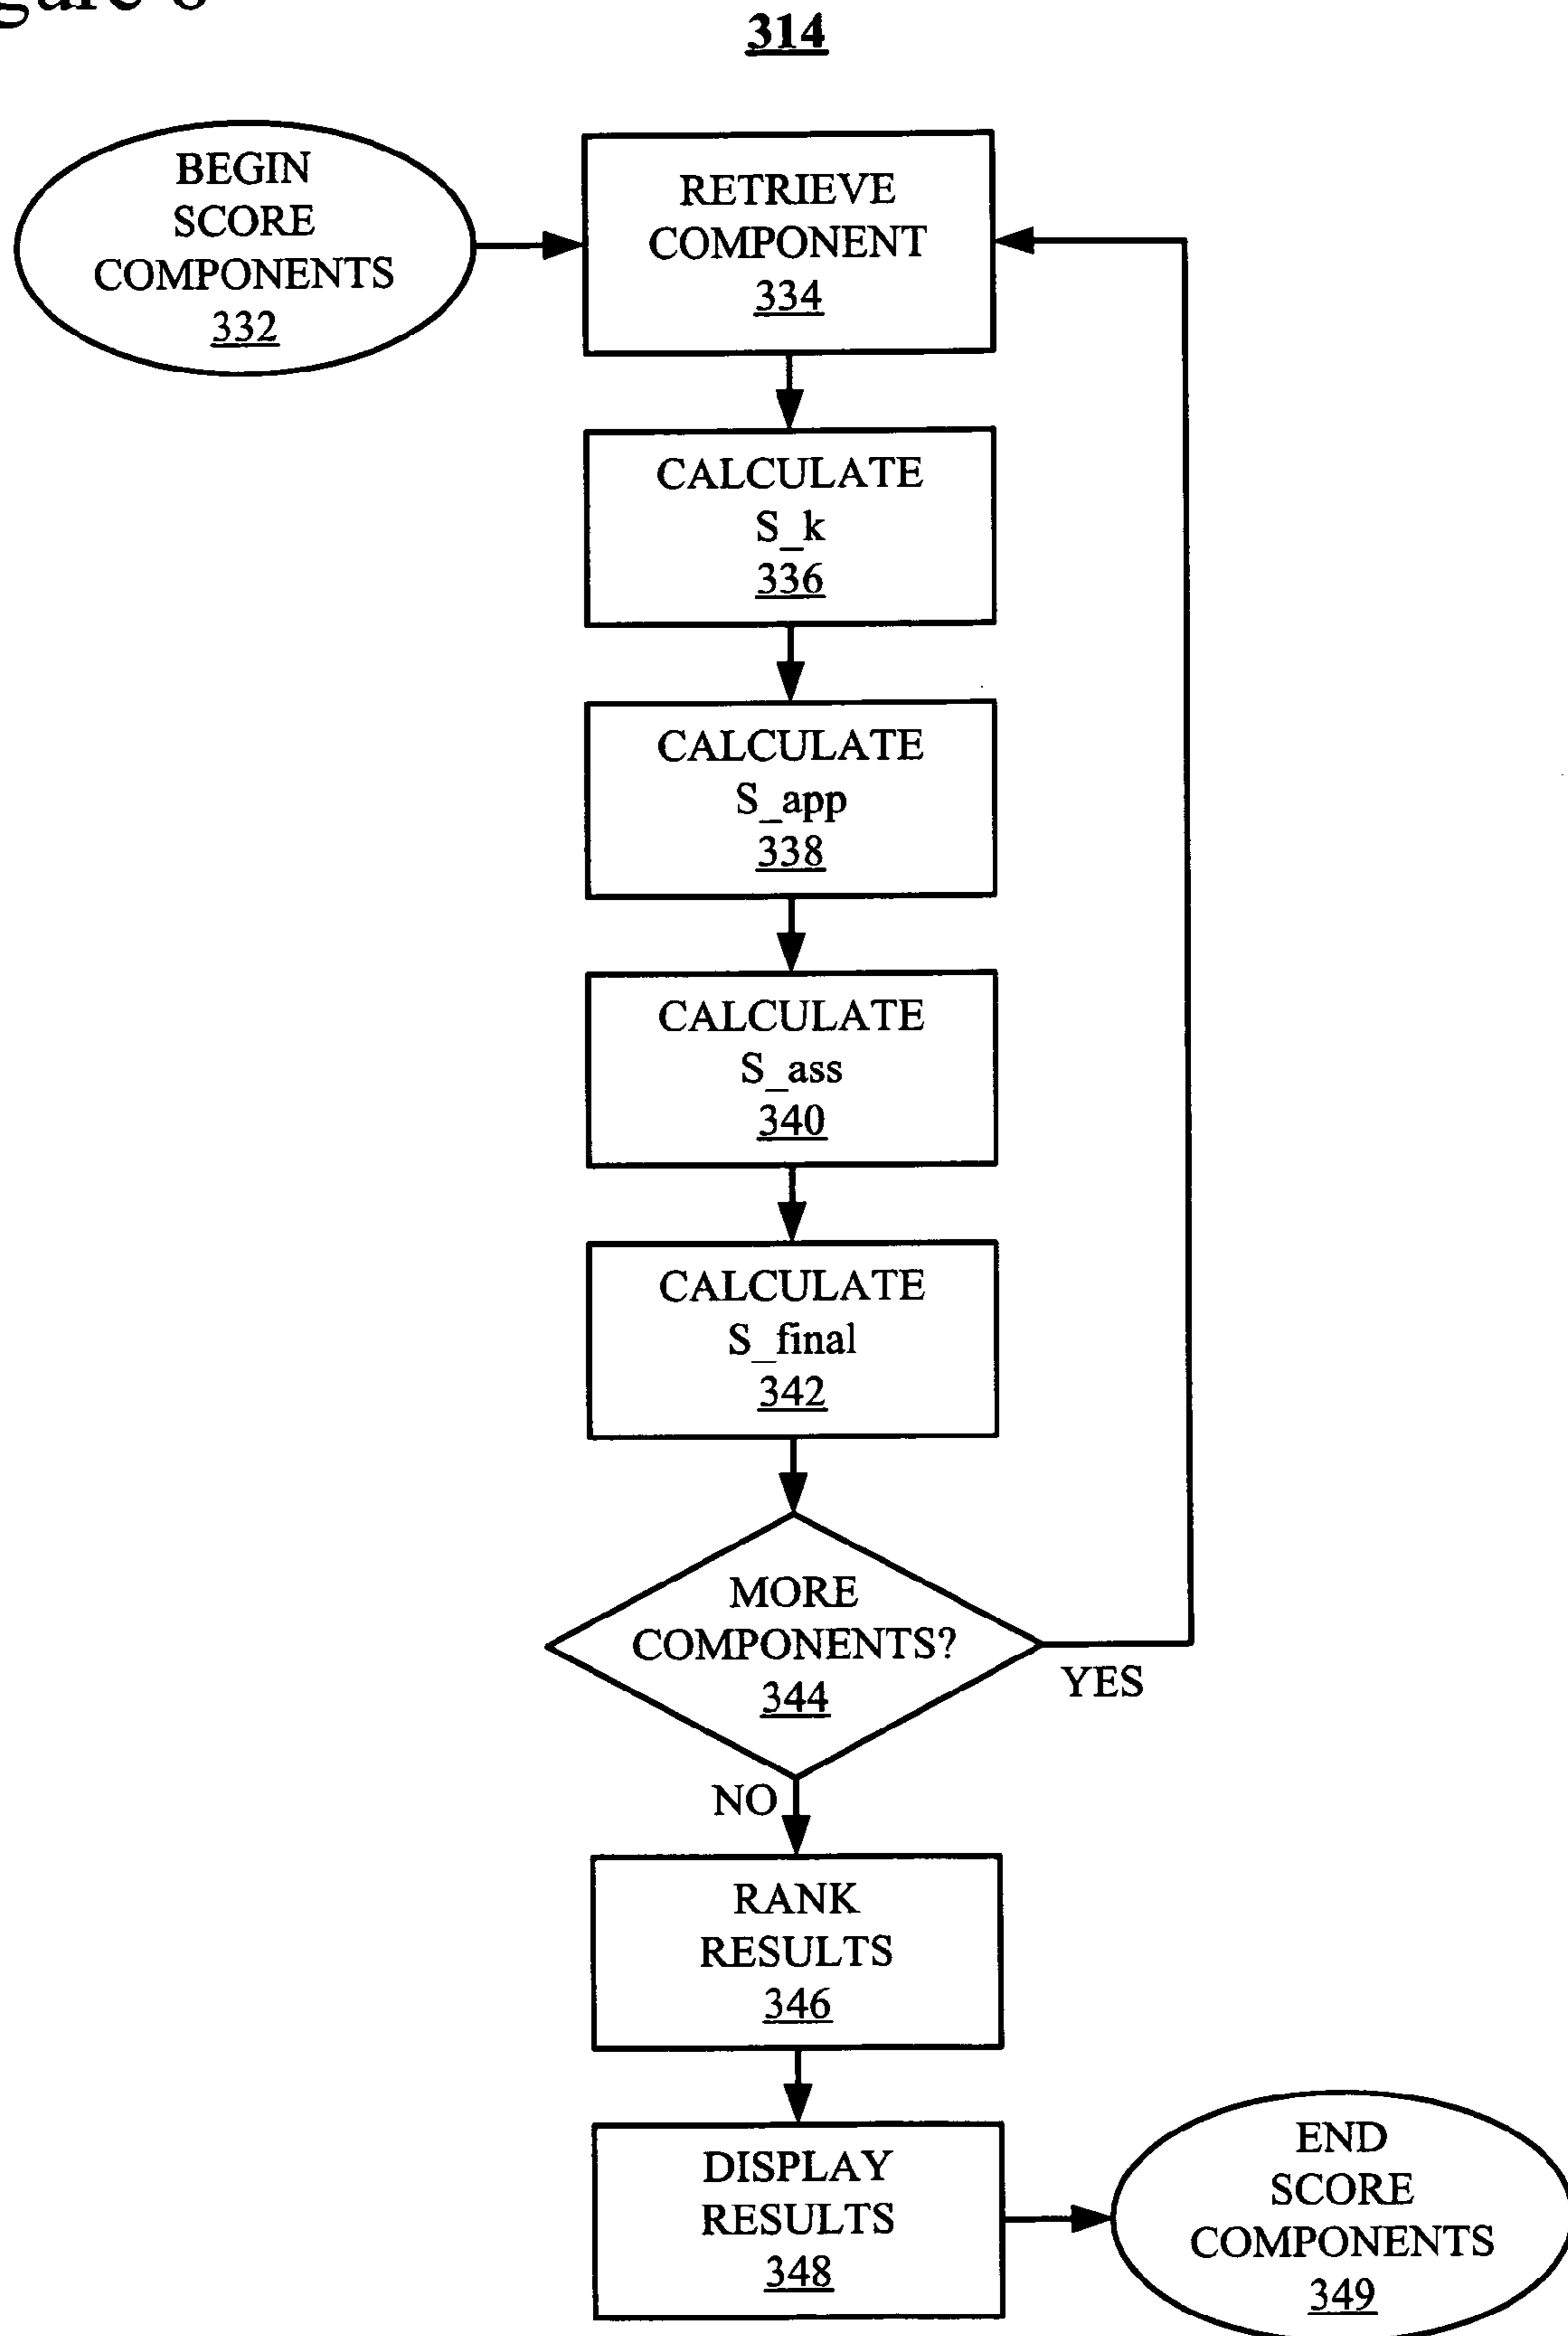 314
BEGIN
SCORE
COMPONENTS
332
RETRIEVE
COMPONENT
334
CALCULATE
S_k
336
CALCULATE
S_app
338
CALCULATE
S_ass
340
CALCULATE
S_final
342
MORE
COMPONENTS?
344
YES
NO
RANK
RESULTS
346
DISPLAY
RESULTS
348
END
SCORE
COMPONENTS
349